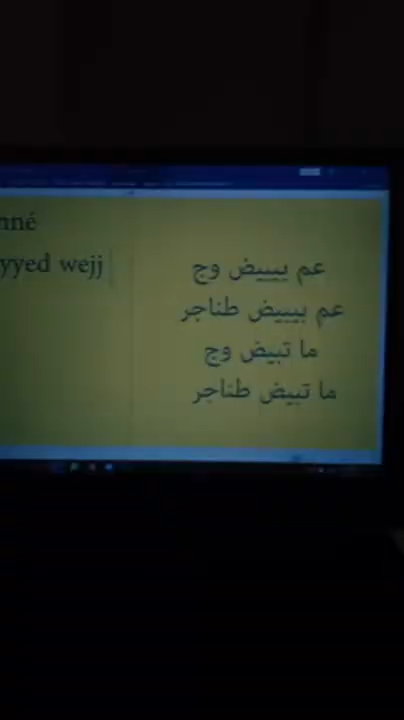 nné
yyed wejj
عم بيبيض وج
عم بيبيض طناجر
ما تبيض وج
ما تبيض طناجر